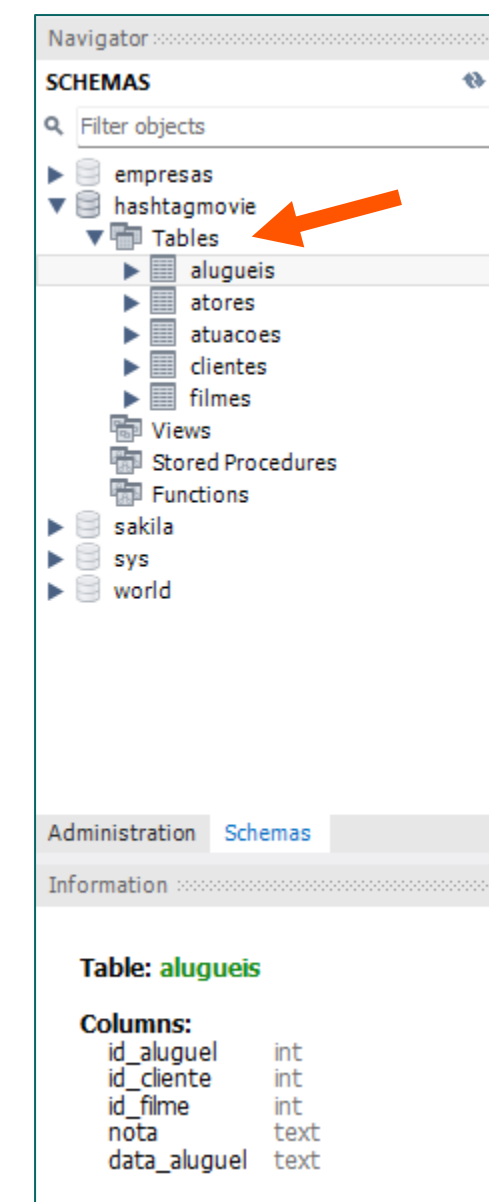 Navigator
SCHEMAS
Filter objects
empresas
hashtagmovie
Tables
alugueis
atores
atuacoes
clientes
filmes
Views
Stored Procedures
Functions
sakila
sys
world
Administration Schemas
Information
Table: alugueis
Columns:
id_aluguel int
id_cliente int
id_filme int
nota text
data_aluguel text